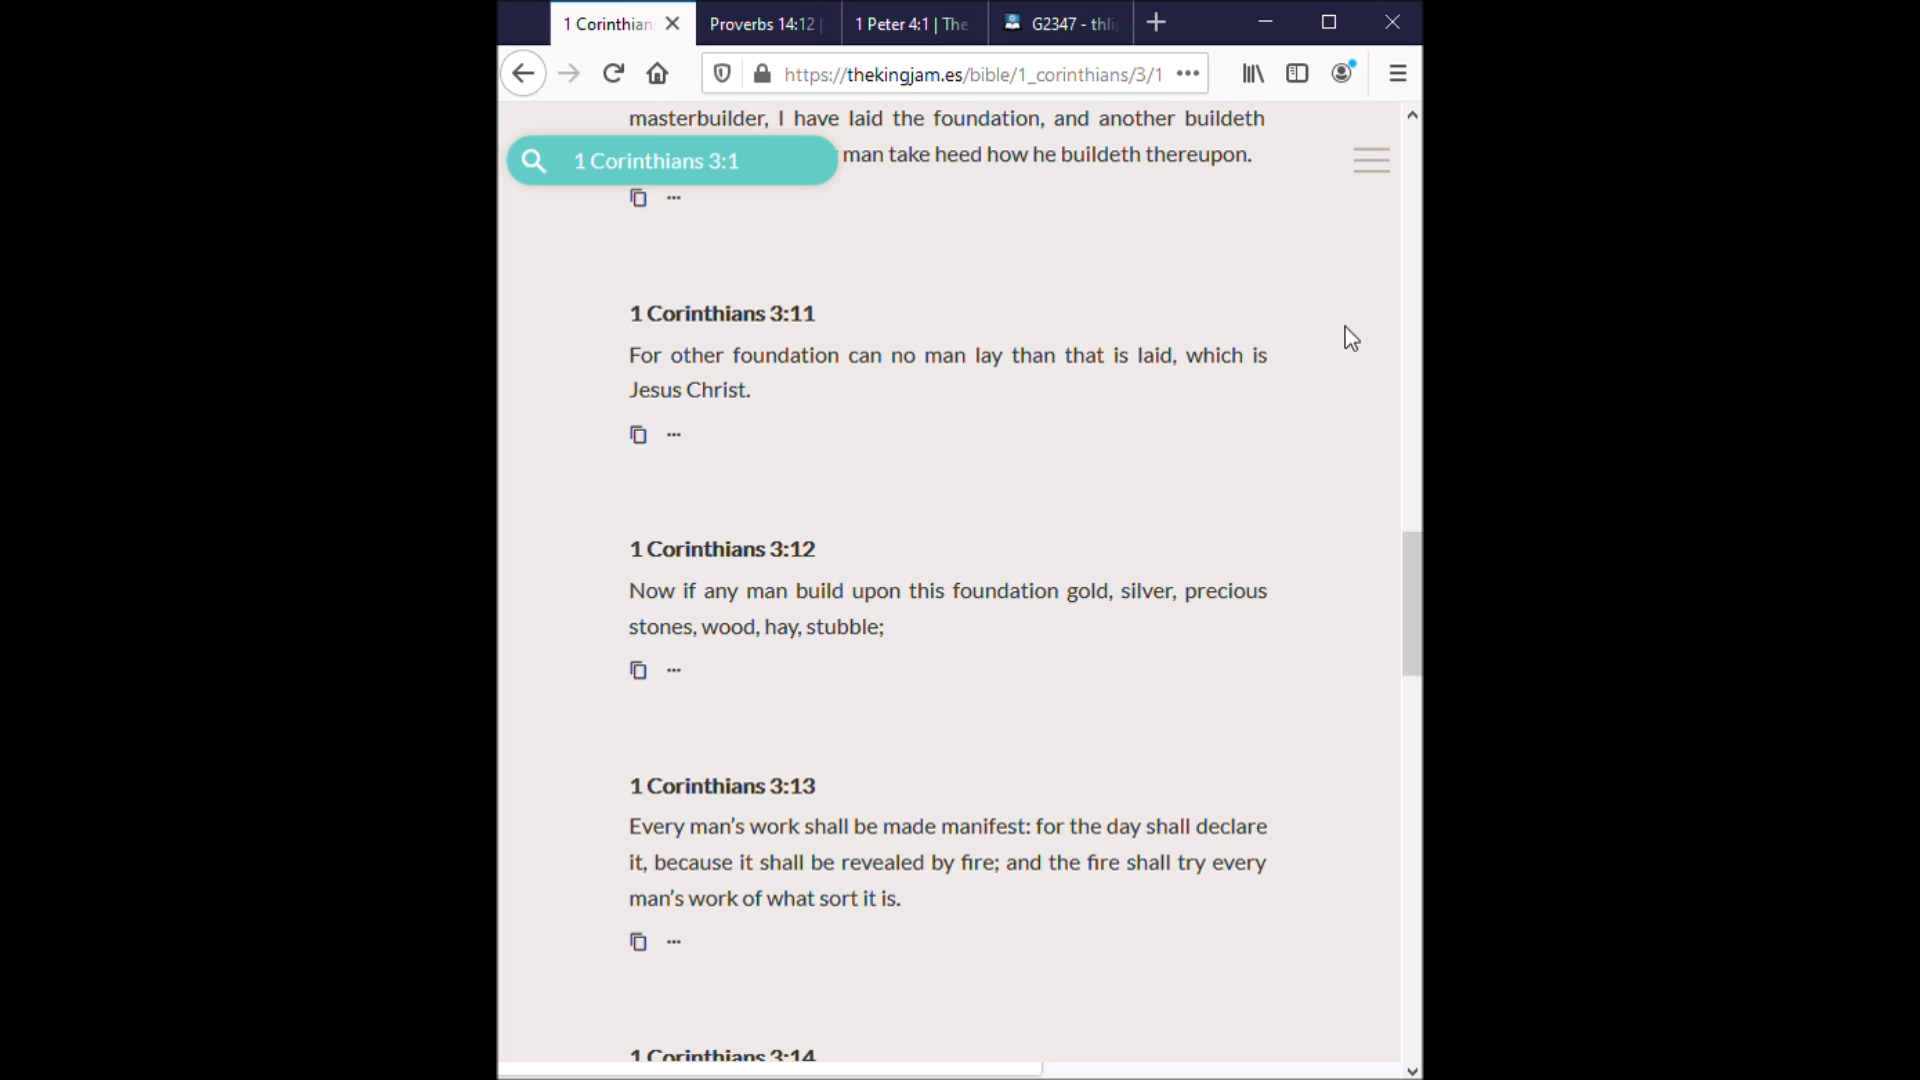 1 Corinthian
Proverbs 14:12
1 Peter 4:1 | The
G2347 - thli
https://thekingjam.es/bible/1_corinthians/3/1
masterbuilder, I have laid the foundation, and another buildeth
1 Corinthians 3:1
man take heed how he buildeth thereupon.
1 Corinthians 3:11
For other foundation can no man lay than that is laid, which is
Jesus Christ.
1 Corinthians 3:12
Now if any man build upon this foundation gold, silver, precious
stones, wood, hay, stubble;
1 Corinthians 3:13
Every man’s work shall be made manifest: for the day shall declare
it, because it shall be revealed by fire; and the fire shall try every
man’s work of what sort it is.
1 Corinthians 3:14